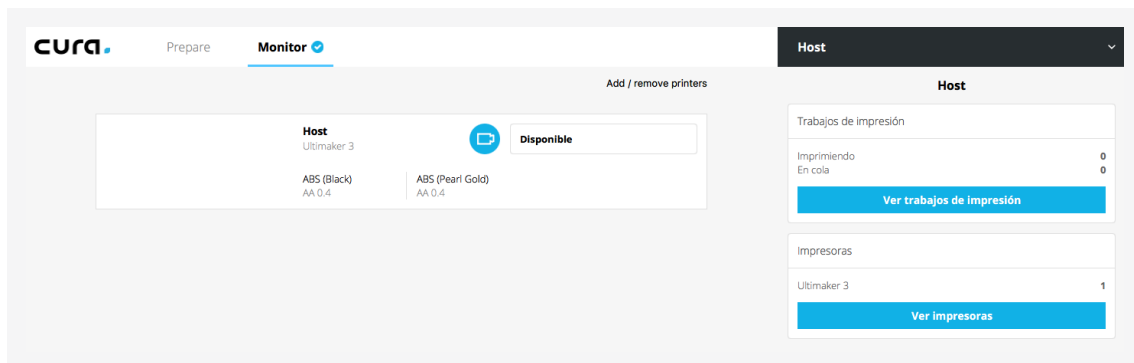 cura.
Prepare
Monitor
Host
Add / remove printers
Host
Ultimaker 3
Disponible
ABS (Black)
AA 0.4
ABS (Pearl Gold)
AA 0.4
Host
Trabajos de impresión
Imprimiendo 0
En cola 0
Ver trabajos de impresión
Impresoras
Ultimaker 3 1
Ver impresoras